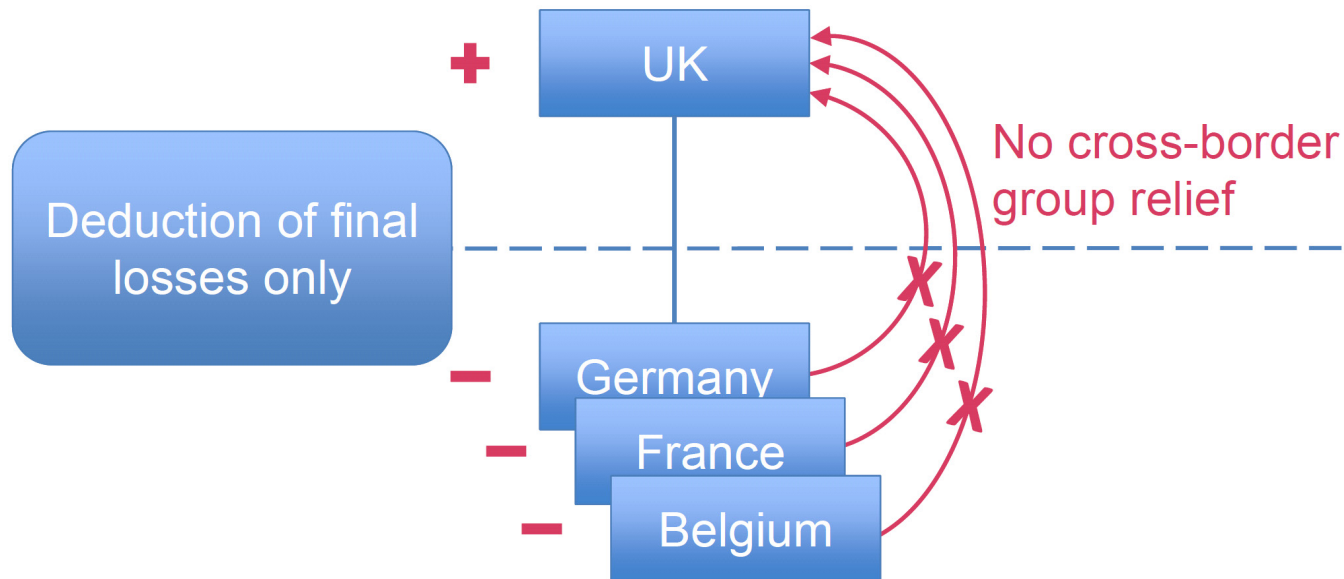 UK
No cross-border
group relief
Deduction of final
losses only
Germany
France
Belgium